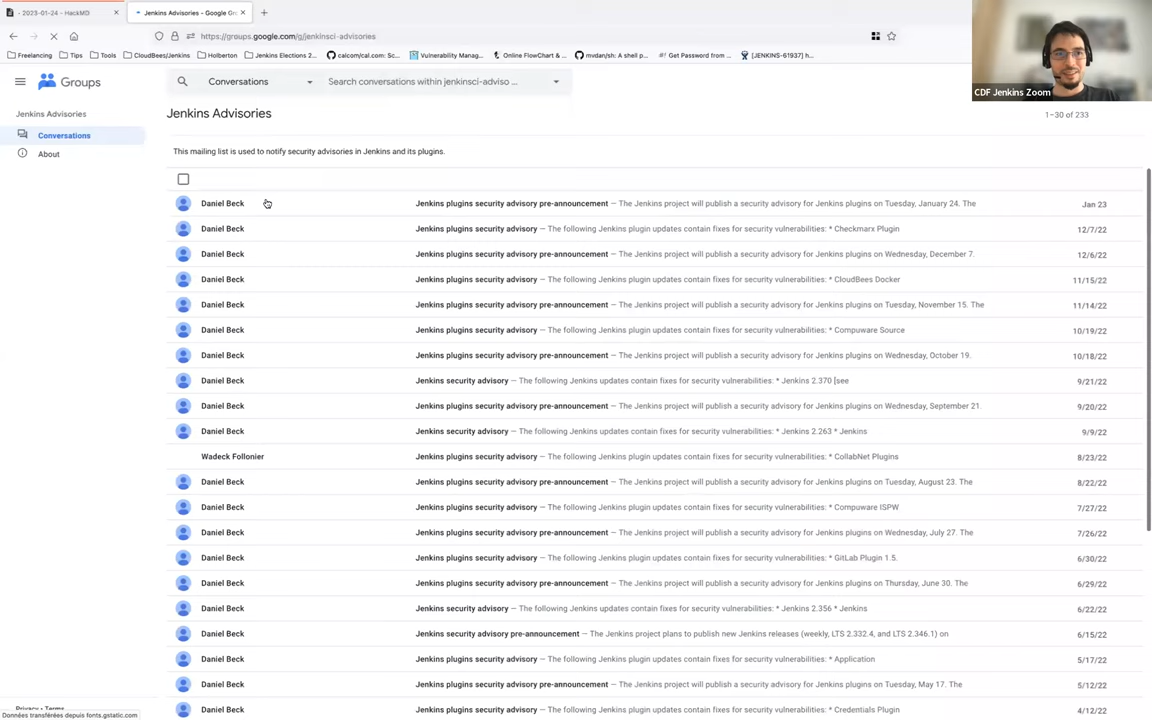 - 2023-01-24 - HackMD
Jenkins Advisories – Google Gro
https://groups.google.com/g/jenkinsci-advisories
Freelancing Tips Tools CloudBees/Jenkins Holberton Jenkins Elections 2... calcom/cal.com: Sc... Vulnerability Manag... Online FlowChart & ... mvdan/sh: A shell p... Get Password from ... [JENKINS-61937] h...
CDF Jenkins Zoom
Groups
Conversations
Search conversations within jenkinsci-adviso ...
Jenkins Advisories
Conversations
About
Jenkins Advisories
1–30 of 233
This mailing list is used to notify security advisories in Jenkins and its plugins.
Daniel Beck Jenkins plugins security advisory pre-announcement – The Jenkins project will publish a security advisory for Jenkins plugins on Tuesday, January 24. The Jan 23
Daniel Beck Jenkins plugins security advisory – The following Jenkins plugin updates contain fixes for security vulnerabilities: * Checkmarx Plugin 12/7/22
Daniel Beck Jenkins plugins security advisory pre-announcement – The Jenkins project will publish a security advisory for Jenkins plugins on Wednesday, December 7. 12/6/22
Daniel Beck Jenkins plugins security advisory – The following Jenkins plugin updates contain fixes for security vulnerabilities: * CloudBees Docker 11/15/22
Daniel Beck Jenkins plugins security advisory pre-announcement – The Jenkins project will publish a security advisory for Jenkins plugins on Tuesday, November 15. The 11/14/22
Daniel Beck Jenkins plugins security advisory – The following Jenkins plugin updates contain fixes for security vulnerabilities: * Compuware Source 10/19/22
Daniel Beck Jenkins plugins security advisory pre-announcement – The Jenkins project will publish a security advisory for Jenkins plugins on Wednesday, October 19. 10/18/22
Daniel Beck Jenkins security advisory – The following Jenkins updates contain fixes for security vulnerabilities: * Jenkins 2.370 [see 9/21/22
Daniel Beck Jenkins plugins security advisory pre-announcement – The Jenkins project will publish a security advisory for Jenkins plugins on Wednesday, September 21. 9/20/22
Daniel Beck Jenkins security advisory – The following Jenkins updates contain fixes for security vulnerabilities: * Jenkins 2.263 * Jenkins 9/9/22
Wadeck Follonier Jenkins plugins security advisory – The following Jenkins plugin updates contain fixes for security vulnerabilities: * CollabNet Plugins 8/23/22
Daniel Beck Jenkins plugins security advisory pre-announcement – The Jenkins project will publish a security advisory for Jenkins plugins on Tuesday, August 23. The 8/22/22
Daniel Beck Jenkins plugins security advisory – The following Jenkins plugin updates contain fixes for security vulnerabilities: * Compuware ISPW 7/27/22
Daniel Beck Jenkins plugins security advisory pre-announcement – The Jenkins project will publish a security advisory for Jenkins plugins on Wednesday, July 27. The 7/26/22
Daniel Beck Jenkins plugins security advisory – The following Jenkins plugin updates contain fixes for security vulnerabilities: * GitLab Plugin 1.5. 6/30/22
Daniel Beck Jenkins plugins security advisory pre-announcement – The Jenkins project will publish a security advisory for Jenkins plugins on Thursday, June 30. The 6/29/22
Daniel Beck Jenkins security advisory – The following Jenkins updates contain fixes for security vulnerabilities: * Jenkins 2.356 * Jenkins 6/22/22
Daniel Beck Jenkins security advisory pre-announcement – The Jenkins project plans to publish new Jenkins releases (weekly, LTS 2.332.4, and LTS 2.346.1) on 6/15/22
Daniel Beck Jenkins plugins security advisory – The following Jenkins plugin updates contain fixes for security vulnerabilities: * Application 5/17/22
Daniel Beck Jenkins plugins security advisory pre-announcement – The Jenkins project will publish a security advisory for Jenkins plugins on Tuesday, May 17. The 5/12/22
Daniel Beck Jenkins plugins security advisory – The following Jenkins plugin updates contain fixes for security vulnerabilities: * Credentials Plugin 4/12/22
Privacy • Terms
Données transférées depuis fonts.gstatic.com